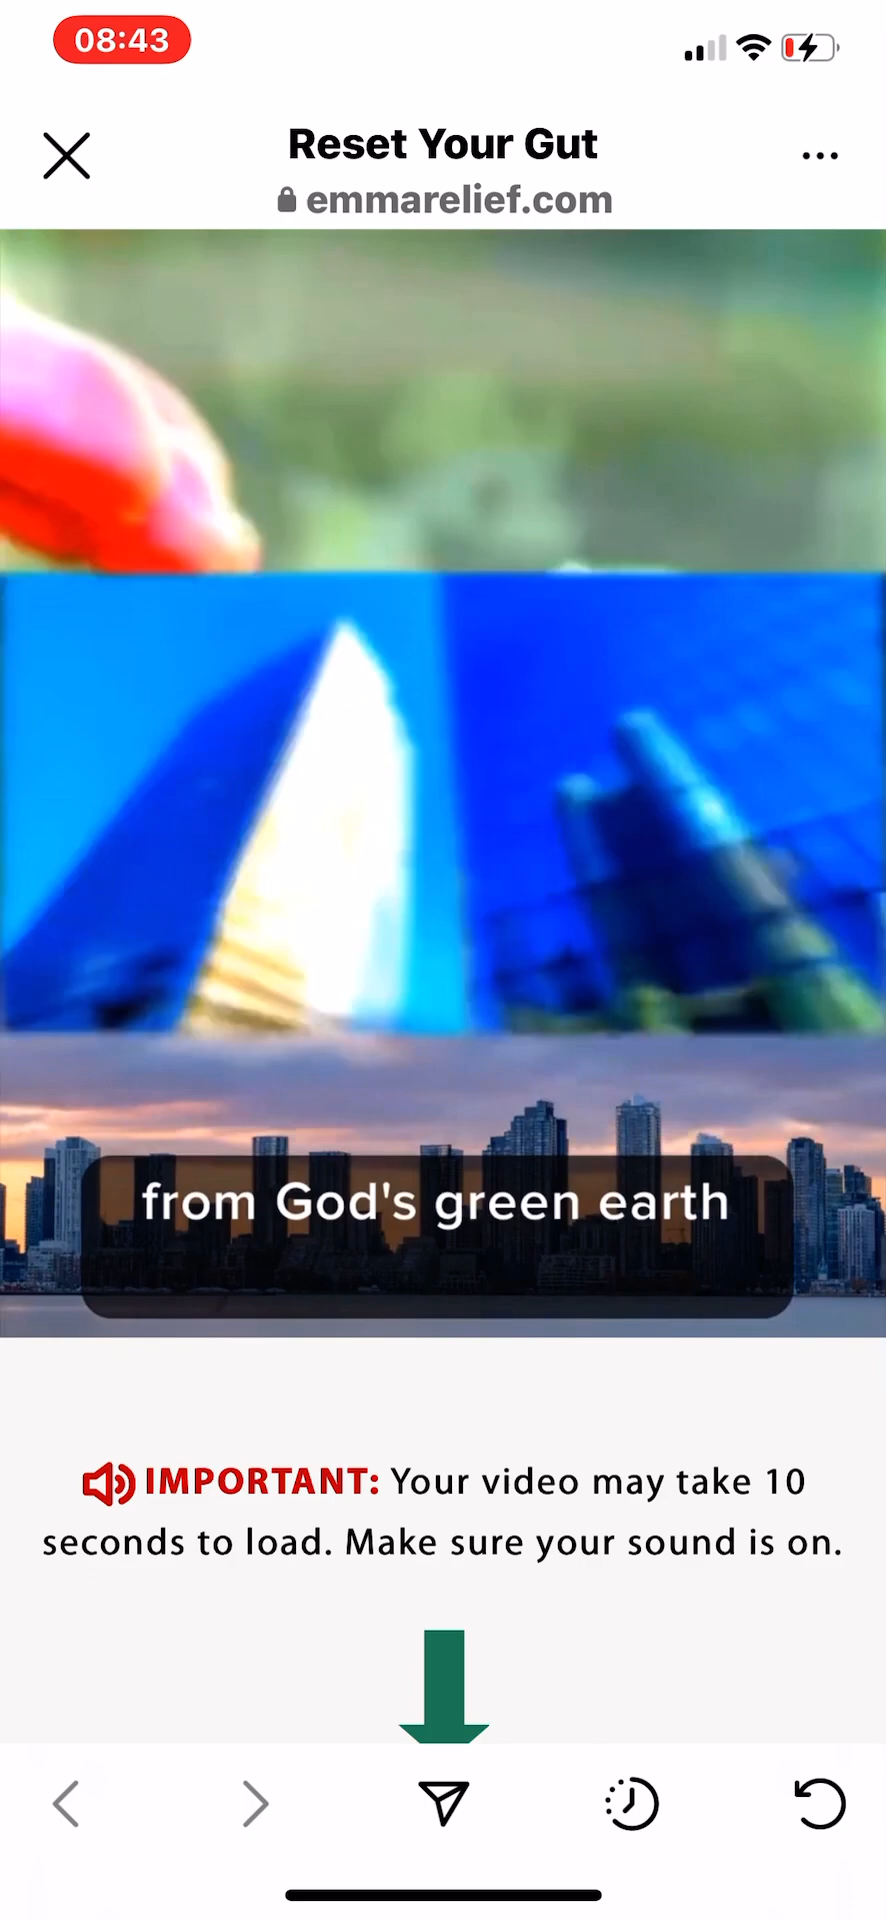 08:43
Reset Your Gut
emmarelief.com
from God's green earth
IMPORTANT: Your video may take 10
seconds to load. Make sure your sound is on.